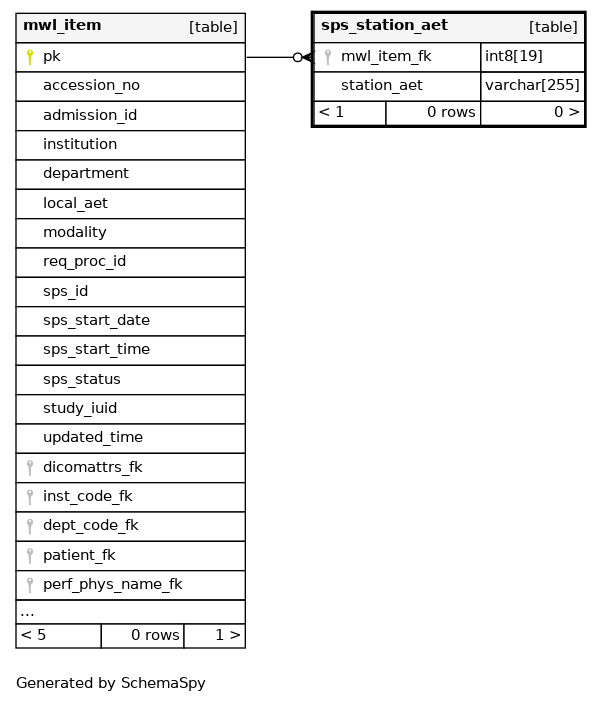 mwl_item [table]
pk
accession_no
admission_id
institution
department
local_aet
modality
req_proc_id
sps_id
sps_start_date
sps_start_time
sps_status
study_iuid
updated_time
dicomattrs_fk
inst_code_fk
dept_code_fk
patient_fk
perf_phys_name_fk
...
< 5 0 rows 1 >
sps_station_aet [table]
mwl_item_fk int8[19]
station_aet varchar[255]
< 1 0 rows 0 >
Generated by SchemaSpy